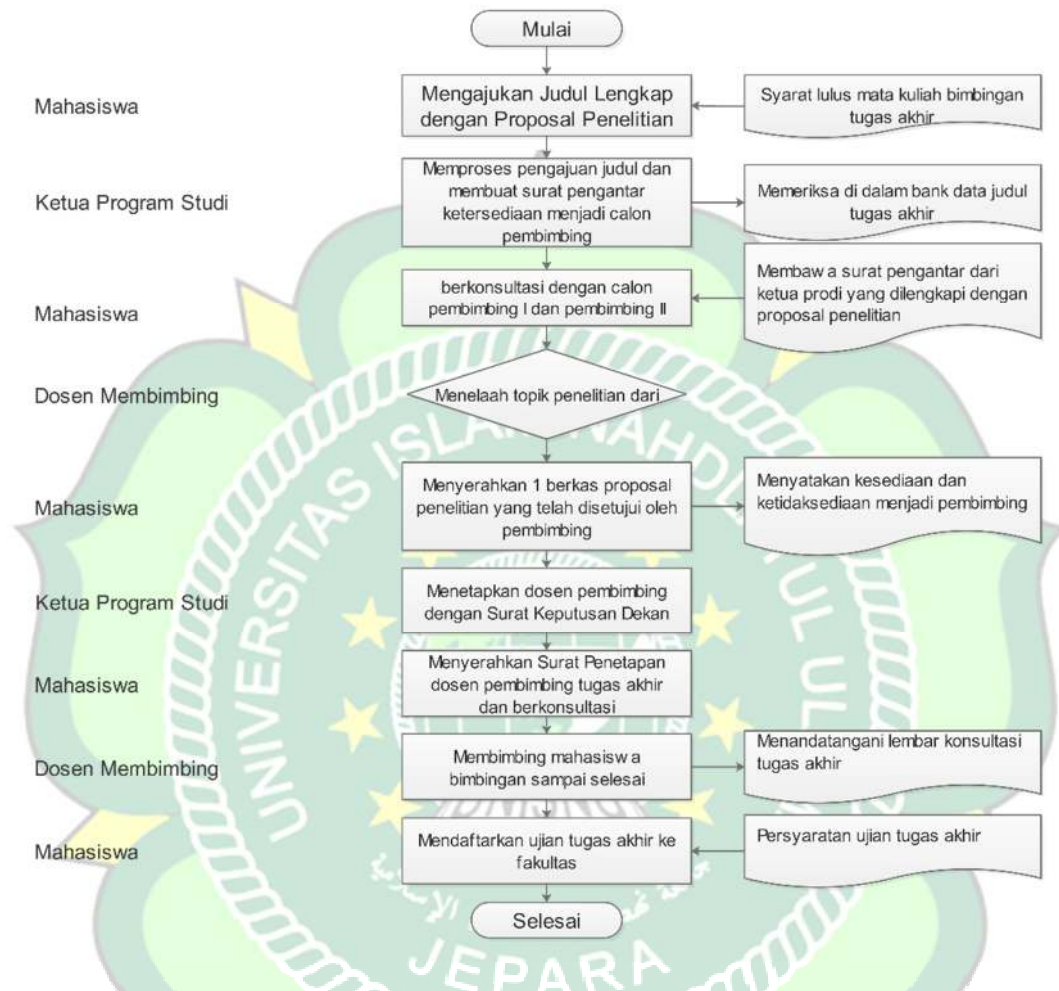 Mulai
Mahasiswa
Mengajukan Judul Lengkap
dengan Proposal Penelitian
Syarat lulus mata kuliah bimbingan
tugas akhir
Ketua Program Studi
Memproses pengajuan judul dan
membuat surat pengantar
ketersediaan menjadi calon
pembimbing
Memeriksa di dalam bank data judul
tugas akhir
Mahasiswa
berkonsultasi dengan calon
pembimbing I dan pembimbing II
Membawa surat pengantar dari
ketua prodi yang dilengkapi dengan
proposal penelitian
Dosen Membimbing
Menelaah topik penelitian dari
Mahasiswa
Menyerahkan 1 berkas proposal
penelitian yang telah disetujui oleh
pembimbing
Menyatakan kesediaan dan
ketidaksediaan menjadi pembimbing
Ketua Program Studi
Menetapkan dosen pembimbing
dengan Surat Keputusan Dekan
Mahasiswa
Menyerahkan Surat Penetapan
dosen pembimbing tugas akhir
dan berkonsultasi
Dosen Membimbing
Membimbing mahasiswa
bimbingan sampai selesai
Menandatangani lembar konsultasi
tugas akhir
Mahasiswa
Mendaftarkan ujian tugas akhir ke
fakultas
Persyaratan ujian tugas akhir
Selesai
UNIVERSITAS ISLAM NAHDLATUL UL
JEPARA